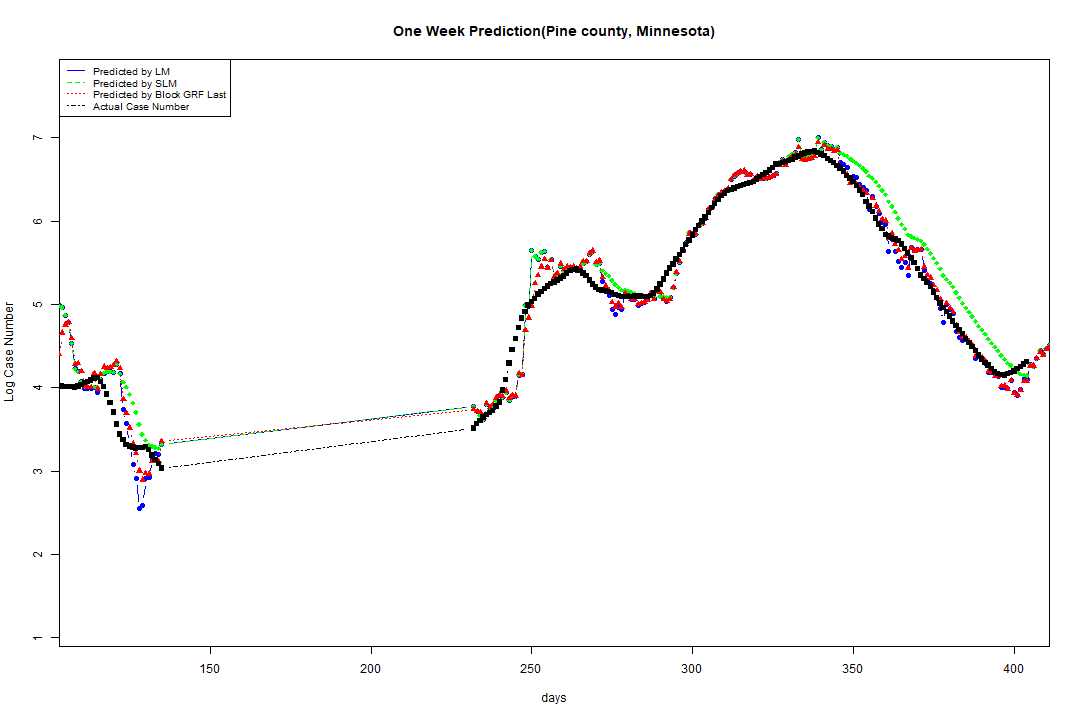 One Week Prediction(Pine county, Minnesota)
Predicted by LM
Predicted by SLM
Predicted by Block GRF Last
Actual Case Number
7
6
5
4
3
2
1
Log Case Number
150 200 250 300 350 400
days